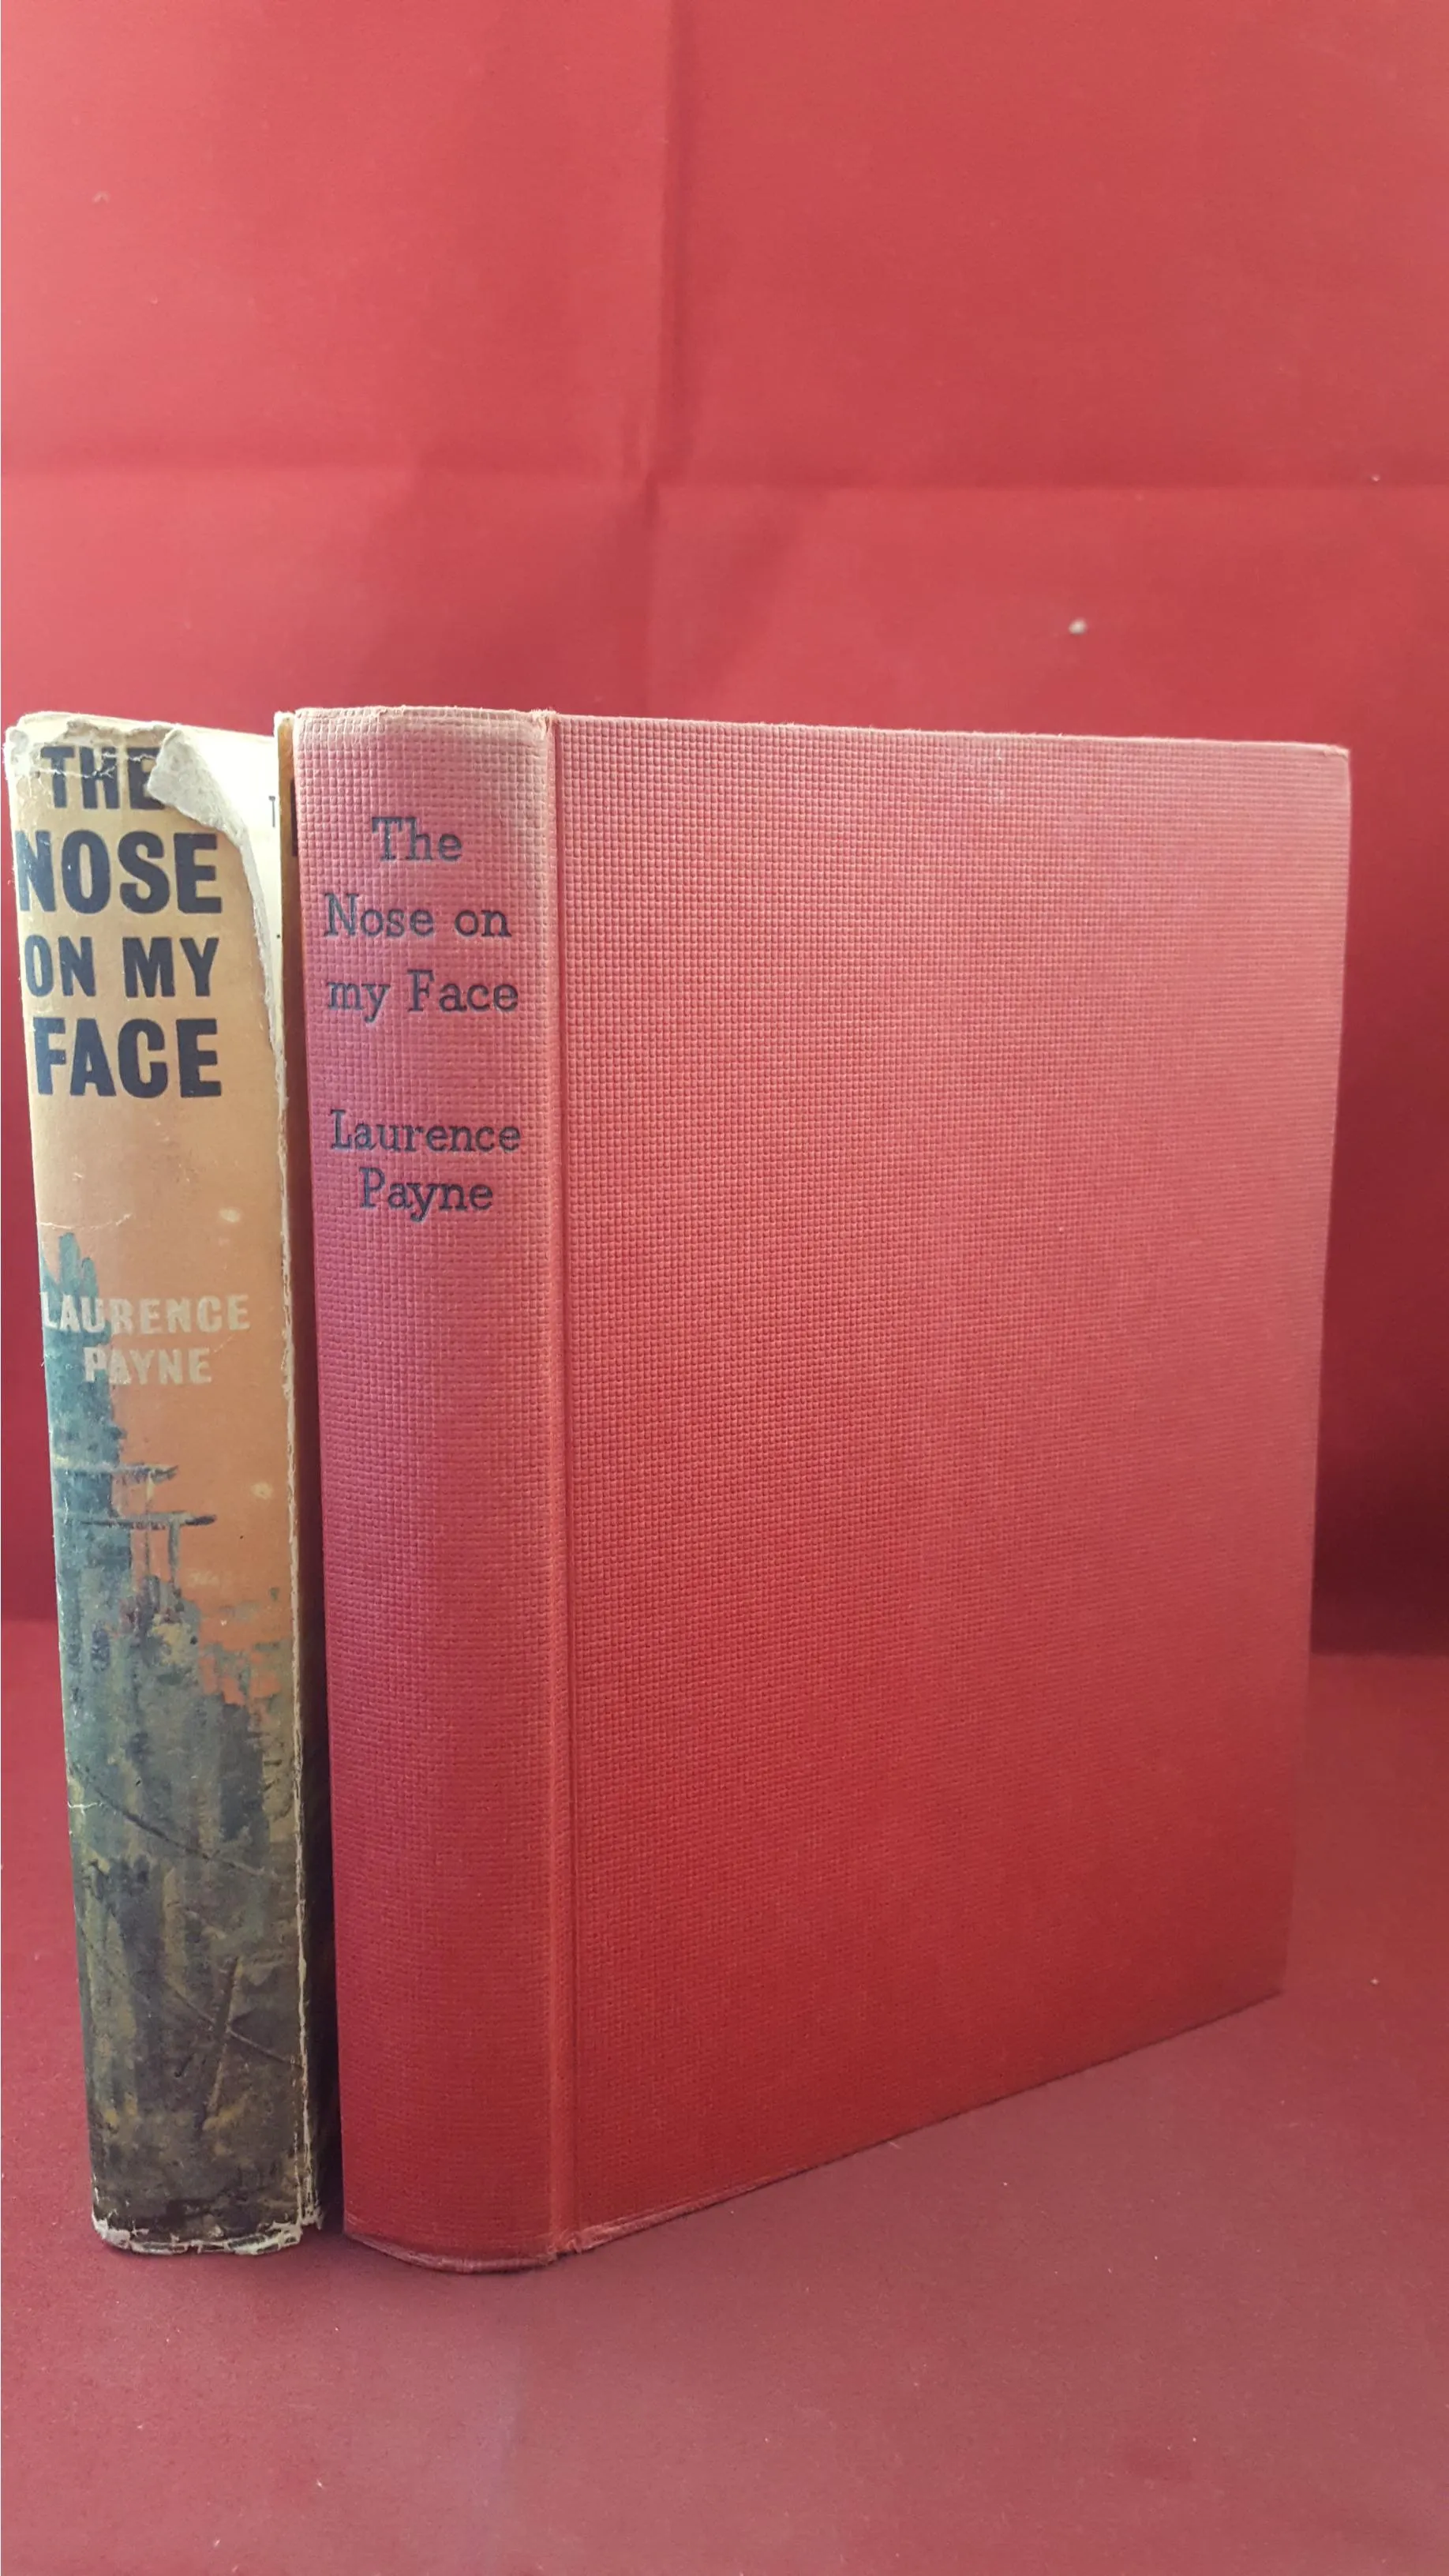 THE
NOSE
ON MY
FACE
LAURENCE
PAYNE
T
The
Nose on
my Face
Laurence
Payne